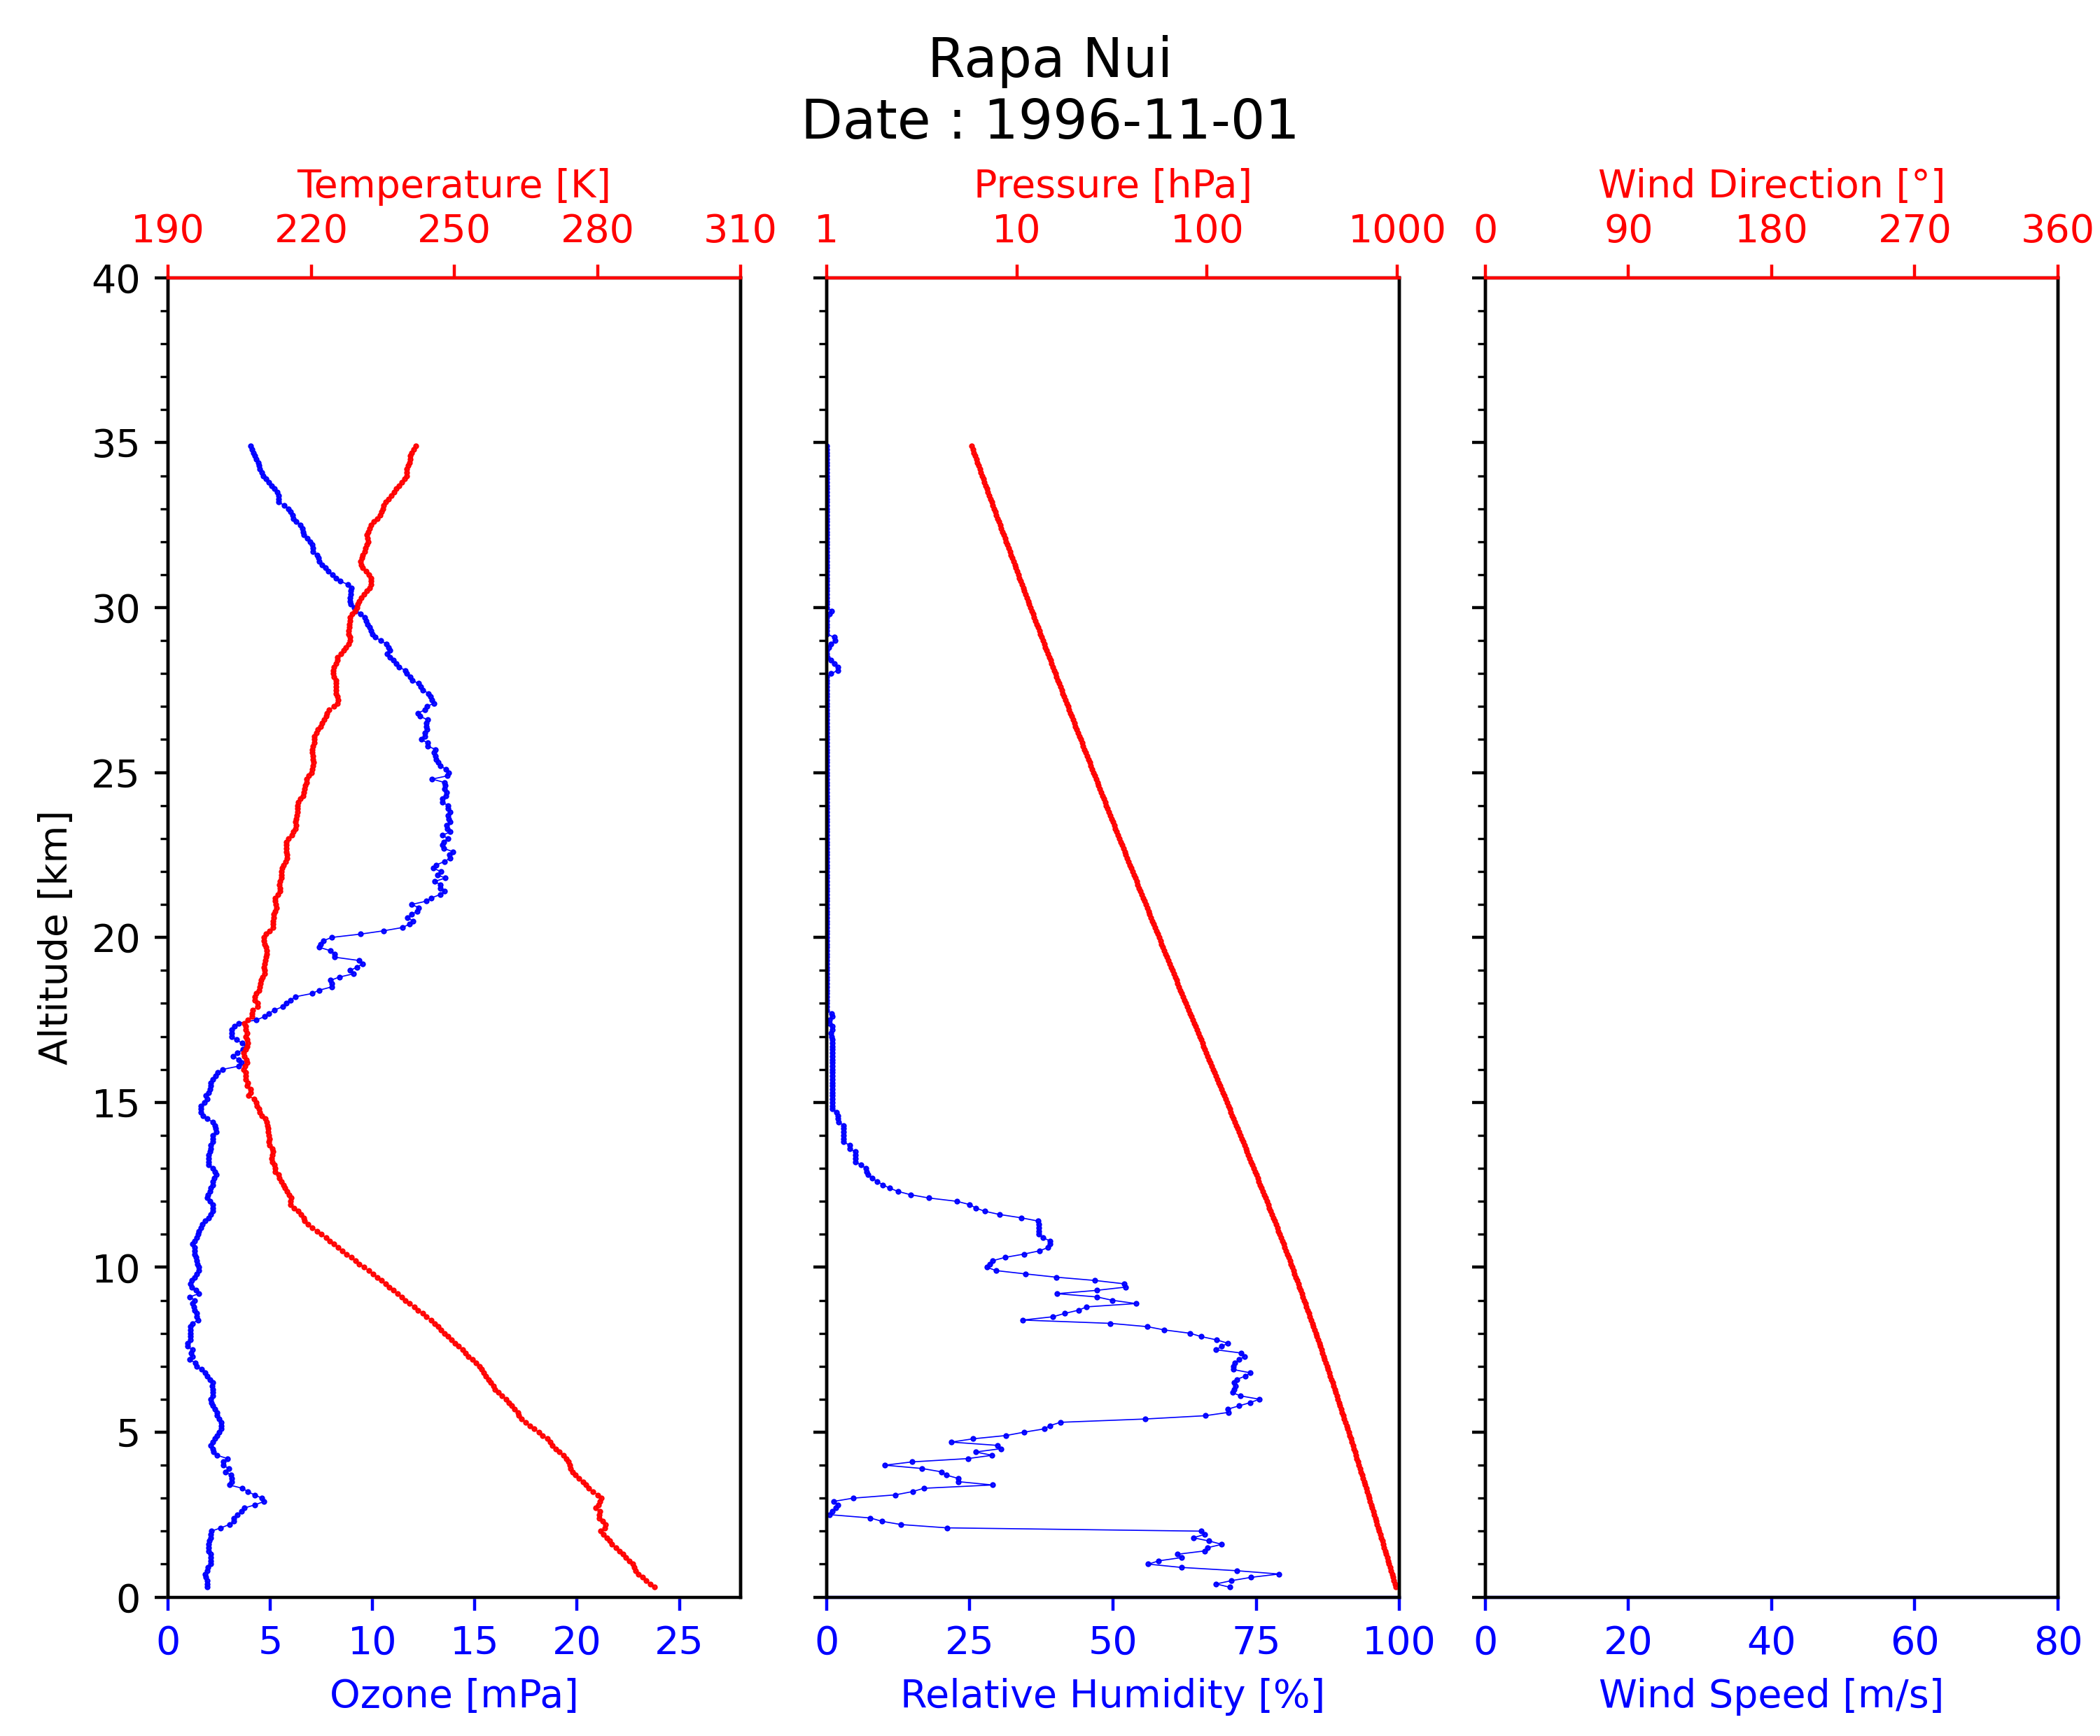 Rapa Nui
Date : 1996-11-01
Temperature [K]
190 220 250 280 310
Pressure [hPa]
1 10 100 1000
Wind Direction [°]
0 90 180 270 360
Altitude [km]
40
35
30
25
20
15
10
5
0
0 5 10 15 20 25
Ozone [mPa]
0 25 50 75 100
Relative Humidity [%]
0 20 40 60 80
Wind Speed [m/s]